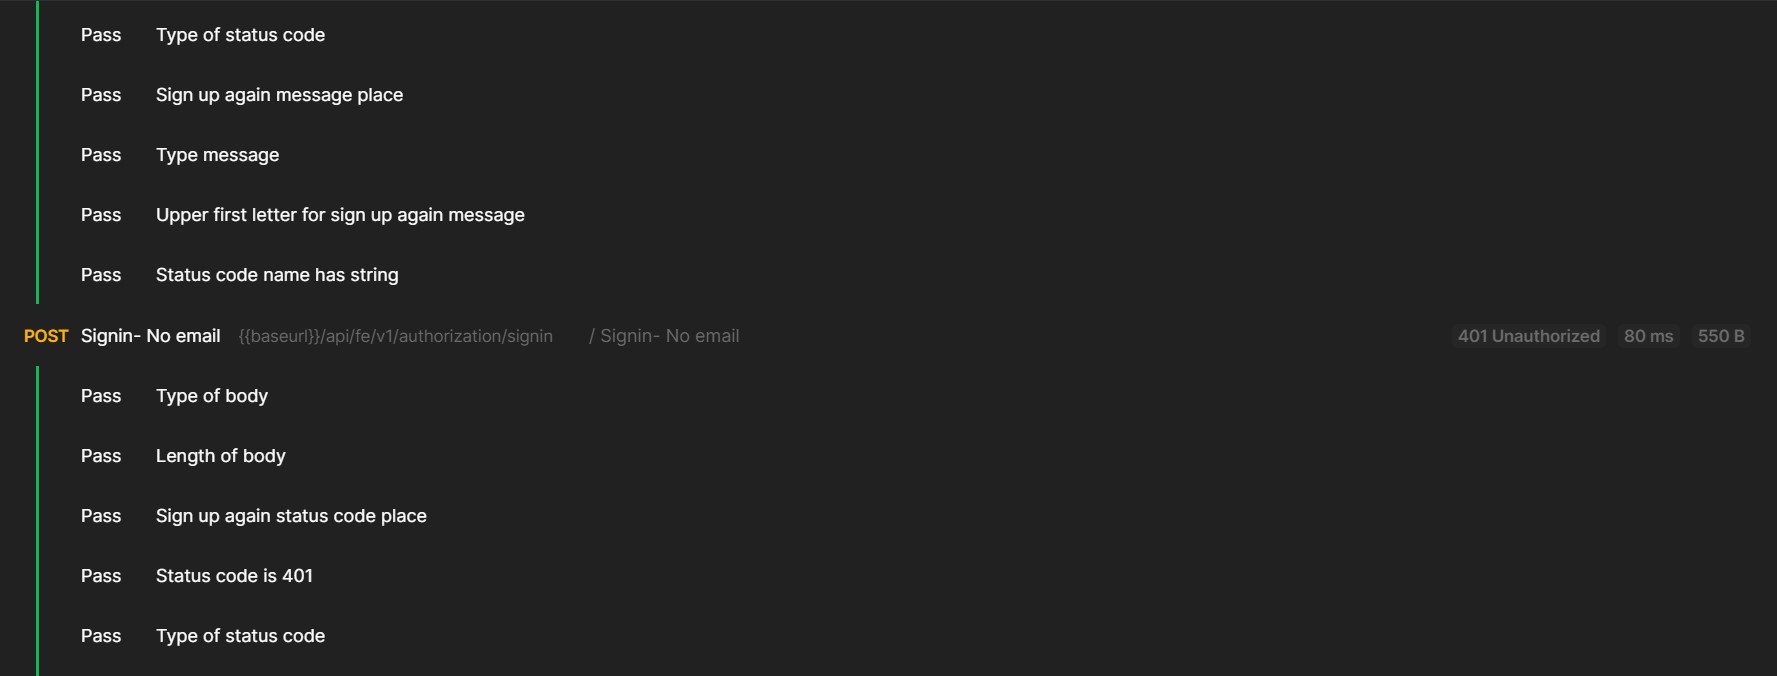 Pass Type of status code
Pass Sign up again message place
Pass Type message
Pass Upper first letter for sign up again message
Pass Status code name has string
POST Signin- No email {{baseurl}}/api/fe/v1/authorization/signin / Signin- No email 401 Unauthorized 80 ms 550 B
Pass Type of body
Pass Length of body
Pass Sign up again status code place
Pass Status code is 401
Pass Type of status code